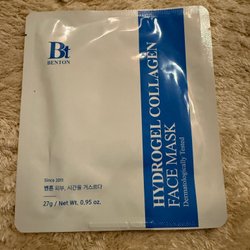 Bt
BENTON
HYDROGEL COLLAGEN
FACE MASK
Dermatologically Tested
Since 2011
벤튼 피부, 시간을 거스르다
27g / Net Wt. 0.95 oz.